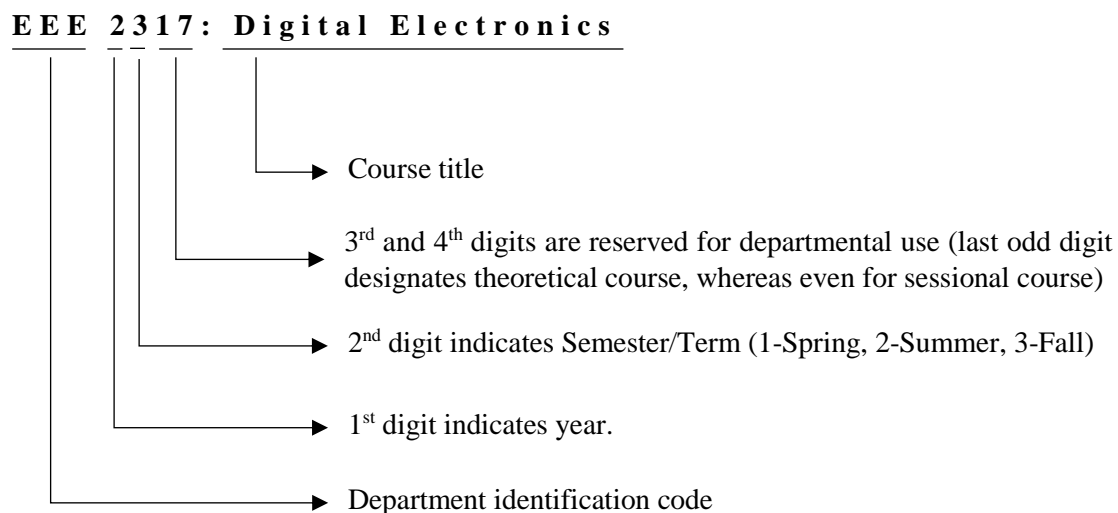 EEE 2317: Digital Electronics
Course title
3rd and 4th digits are reserved for departmental use (last odd digit
designates theoretical course, whereas even for sessional course)
2nd digit indicates Semester/Term (1-Spring, 2-Summer, 3-Fall)
1st digit indicates year.
Department identification code